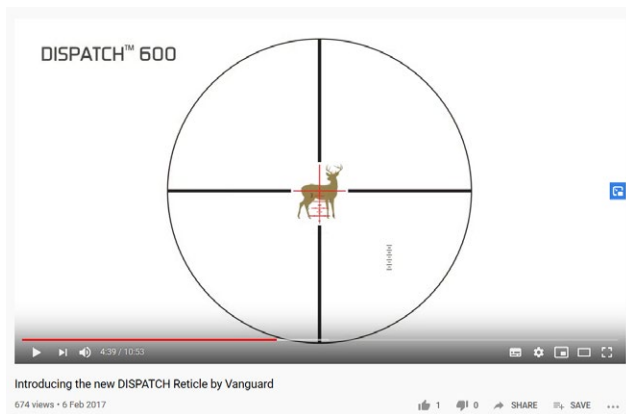 DISPATCH™ 600
4:39 / 10:53
Introducing the new DISPATCH Reticle by Vanguard
674 views • 6 Feb 2017
1
0
SHARE
SAVE